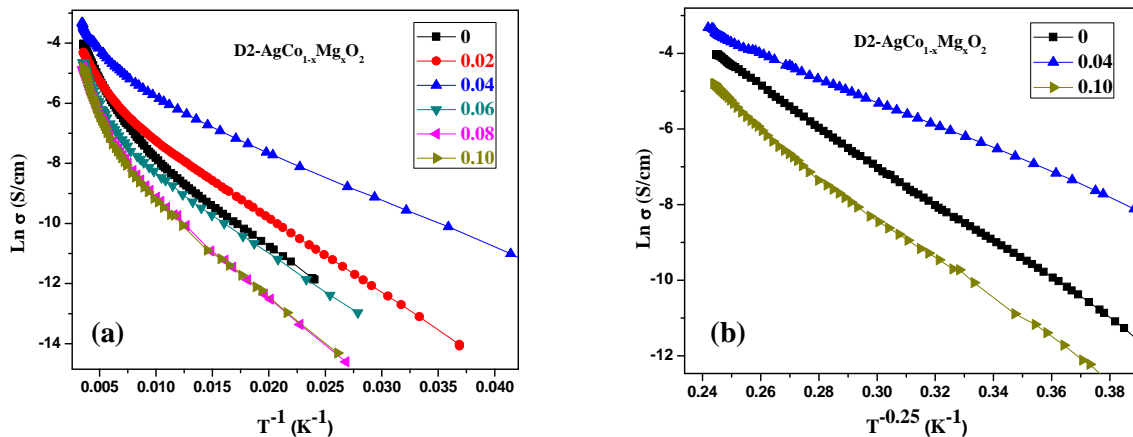 D2-AgCo1-xMgxO2
0
0.02
0.04
0.06
0.08
0.10
-4
-6
-8
-10
-12
-14
Ln σ (S/cm)
(a)
0.005 0.010 0.015 0.020 0.025 0.030 0.035 0.040
T-1 (K-1)
D2-AgCo1-xMgxO2
0
0.04
0.10
-4
-6
-8
-10
-12
Ln σ (S/cm)
(b)
0.24 0.26 0.28 0.30 0.32 0.34 0.36 0.38
T-0.25 (K-1)